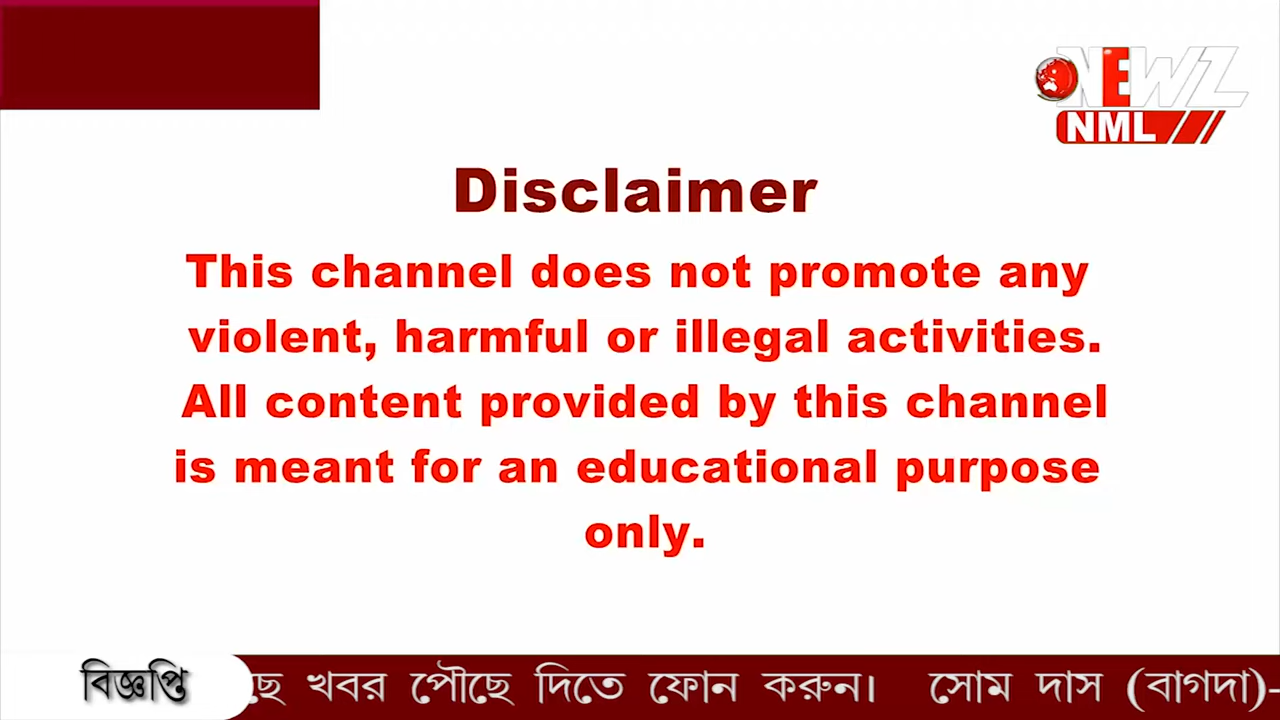 NEWZ
NML
Disclaimer
This channel does not promote any
violent, harmful or illegal activities.
All content provided by this channel
is meant for an educational purpose
only.
বিজ্ঞপ্তি
খবর পৌছে দিতে ফোন করুন। সোম দাস (বাগদা)-